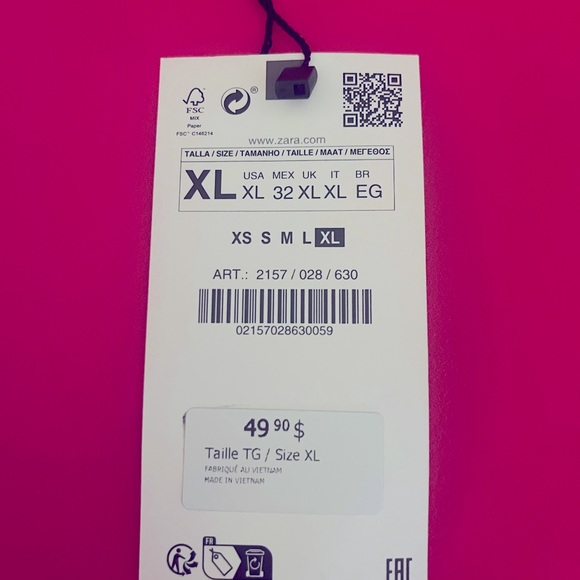 FSC
MIX
Paper
FSC™ C148214
®
www.zara.com
TALLA / SIZE / TAMANHO / TAILLE / MAAT / ΜΕΓΕΘΟΣ
XL USA MEX UK IT BR
XL 32 XL XL EG
XS S M L XL
ART.: 2157 / 028 / 630
02157028630059
49 90 $
Taille TG / Size XL
FABRIQUÉ AU VIETNAM
MADE IN VIETNAM
FR
EAC